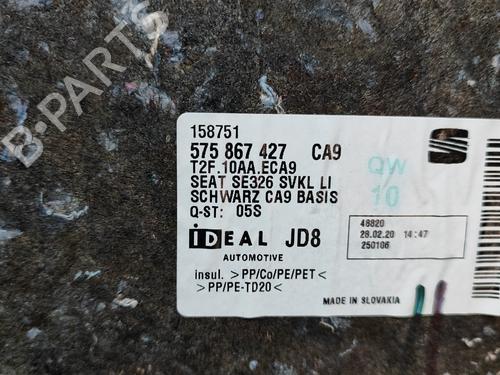 B-PARTS
158751
575 867 427 CA9
T2F.10AA.ECA9
SEAT SE326 SVKL LI
SCHWARZ CA9 BASIS
Q-ST: 05S
QW
10
iDEAL JD8
AUTOMOTIVE
48820
28.02.20 14:47
250106
insul. >PP/Co/PE/PET<
>PP/PE-TD20<
MADE IN SLOVAKIA